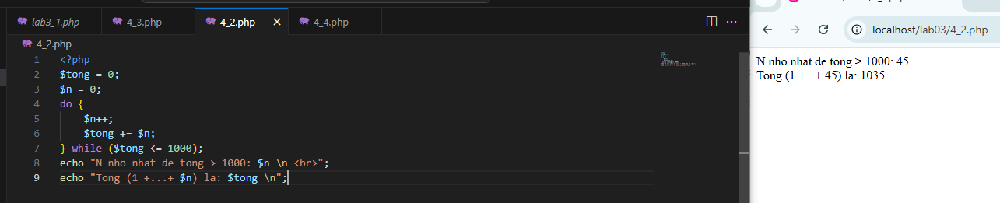 lab3_1.php
4_3.php
4_2.php
4_4.php
4_2.php
1 <?php
2 $tong = 0;
3 $n = 0;
4 do {
5 $n++;
6 $tong += $n;
7 } while ($tong <= 1000);
8 echo "N nho nhat de tong > 1000: $n \n <br>";
9 echo "Tong (1 +...+ $n) la: $tong \n";
localhost/lab03/4_2.php
N nho nhat de tong > 1000: 45
Tong (1 +...+ 45) la: 1035